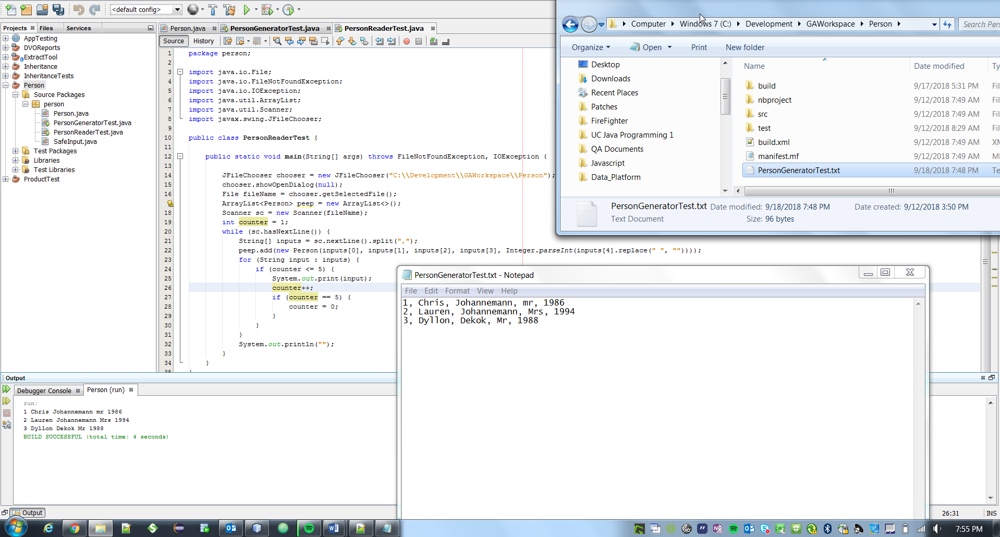 <default config>
Projects Files Services
AppTesting
DVOReports
ExtractTool
Inheritance
InheritanceTests
Person
Source Packages
person
Person.java
PersonGeneratorTest.java
PersonReaderTest.java
SafeInput.java
Test Packages
Libraries
Test Libraries
ProductTest
Person.java PersonGeneratorTest.java PersonReaderTest.java
Source History
1 package person;
2
3 import java.io.File;
4 import java.io.FileNotFoundException;
5 import java.io.IOException;
6 import java.util.ArrayList;
7 import java.util.Scanner;
8 import javax.swing.JFileChooser;
9
10 public class PersonReaderTest {
11
12 public static void main(String[] args) throws FileNotFoundException, IOException {
13
14 JFileChooser chooser = new JFileChooser("C:\\Development\\GAWorkspace\\Person");
15 chooser.showOpenDialog(null);
16 File fileName = chooser.getSelectedFile();
ArrayList<Person> peep = new ArrayList<>();
18 Scanner sc = new Scanner(fileName);
19 int counter = 1;
20 while (sc.hasNextLine()) {
21 String[] inputs = sc.nextLine().split(",");
22 peep.add(new Person(inputs[0], inputs[1], inputs[2], inputs[3], Integer.parseInt(inputs[4].replace(" ", ""))));
23 for (String input : inputs) {
24 if (counter <= 5) {
25 System.out.print(input);
26 counter++;
27 if (counter == 5) {
28 counter = 0;
29 }
30 }
31 }
32 System.out.println("");
33 }
34 }
35 }
Computer Windows 7 (C:) Development GAWorkspace Person Search Pers
Organize Open Print New folder
Desktop
Downloads
Recent Places
Patches
FireFighter
UC Java Programming 1
QA Documents
Javascript
Data_Platform
Name Date modified Ty
build 9/17/2018 5:31 PM Fil
nbproject 9/12/2018 7:49 AM Fil
src 9/12/2018 7:49 AM Fil
test 9/12/2018 8:29 AM Fil
build.xml 9/12/2018 7:49 AM XM
manifest.mf 9/12/2018 7:49 AM MF
PersonGeneratorTest.txt 9/18/2018 7:48 PM Te
PersonGeneratorTest.txt Date modified: 9/18/2018 7:48 PM Date created: 9/12/2018 3:50 PM
Text Document Size: 96 bytes
PersonGeneratorTest.txt - Notepad
File Edit Format View Help
1, Chris, Johannemann, mr, 1986
2, Lauren, Johannemann, Mrs, 1994
3, Dyllon, Dekok, Mr, 1988
Output
Debugger Console Person (run)
run:
1 Chris Johannemann mr 1986
2 Lauren Johannemann Mrs 1994
3 Dyllon Dekok Mr 1988
BUILD SUCCESSFUL (total time: 4 seconds)
Output
26:31 INS
7:55 PM